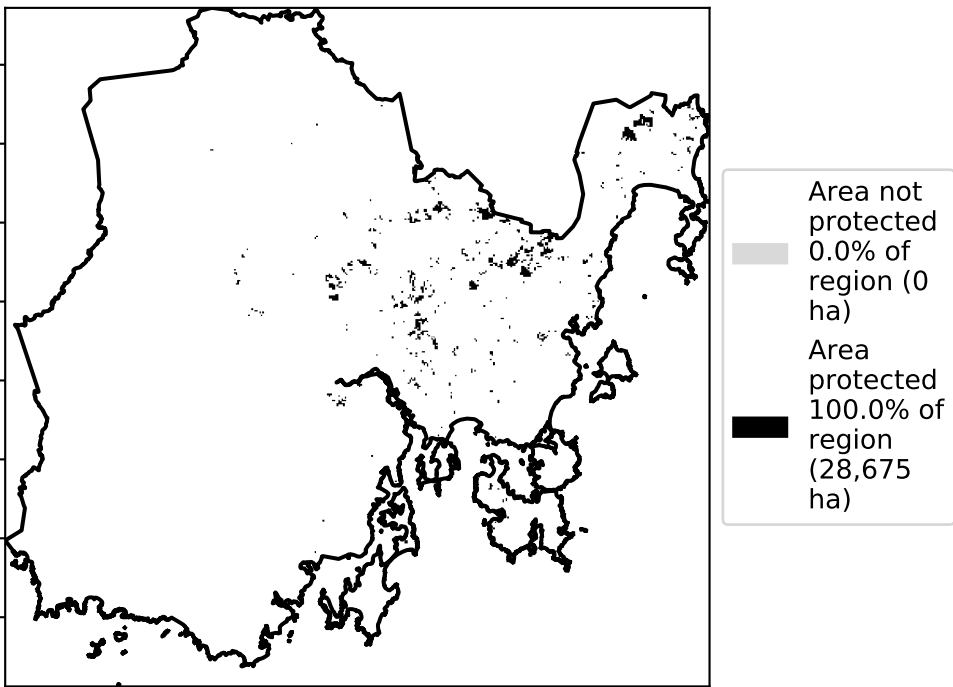 Area not
protected
0.0% of
region (0
ha)
Area
protected
100.0% of
region
(28,675
ha)